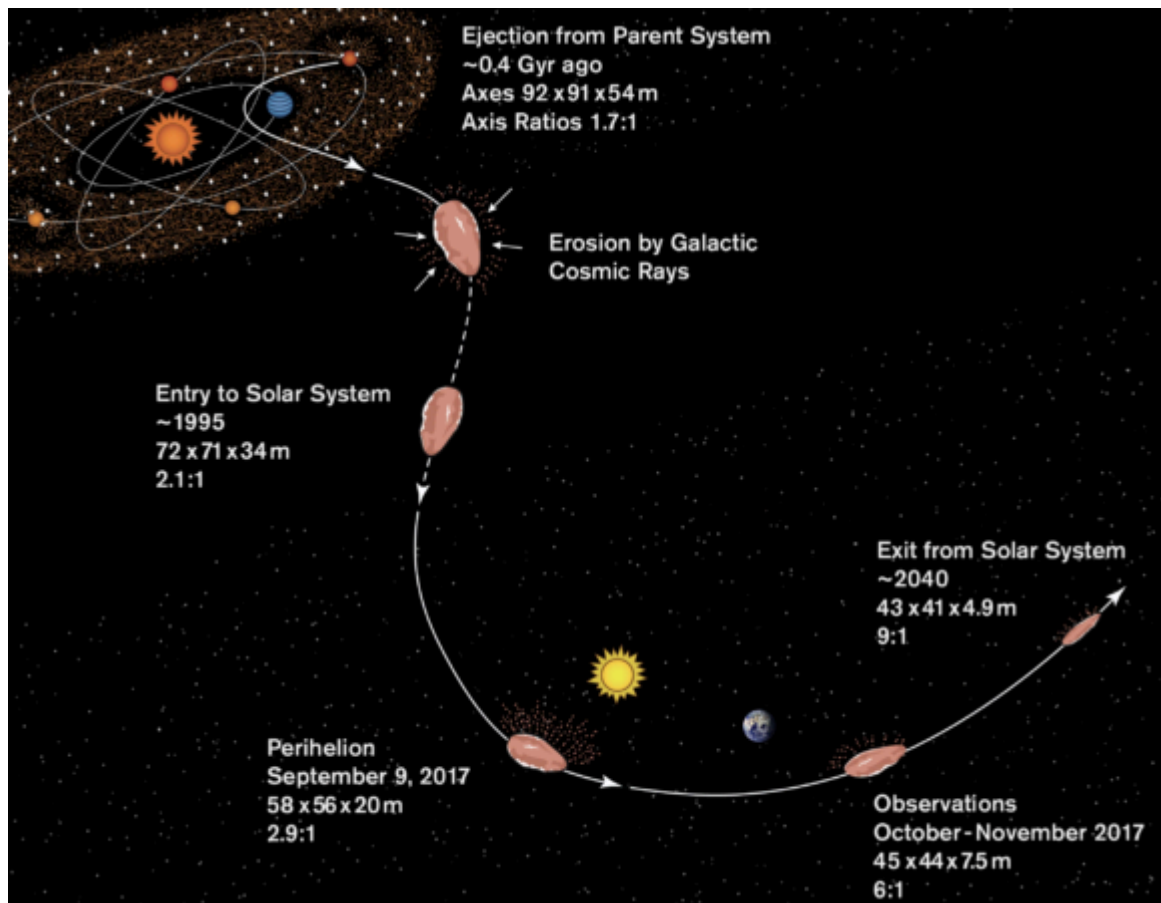 Ejection from Parent System
~0.4 Gyr ago
Axes 92 x 91 x 54 m
Axis Ratios 1.7:1
Erosion by Galactic
Cosmic Rays
Entry to Solar System
~1995
72 x 71 x 34 m
2.1:1
Exit from Solar System
~2040
43 x 41 x 4.9 m
9:1
Perihelion
September 9, 2017
58 x 56 x 20 m
2.9:1
Observations
October-November 2017
45 x 44 x 7.5 m
6:1